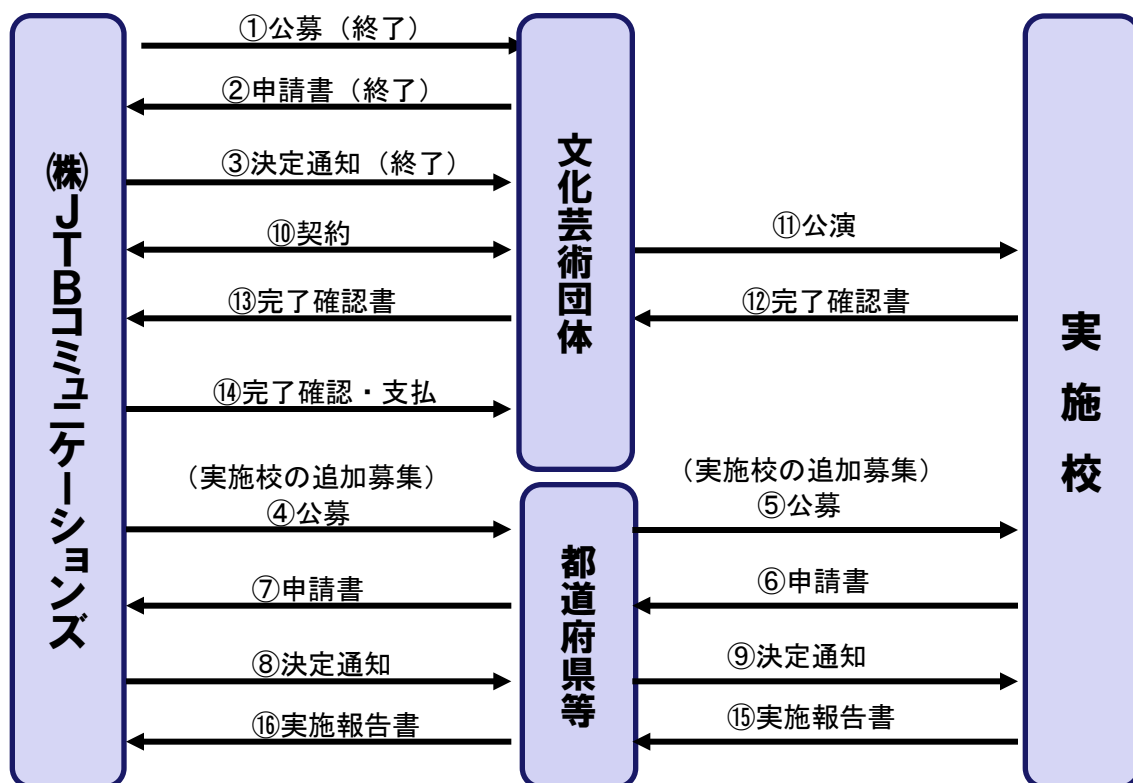 ㈱JTBコミュニケーションズ
①公募（終了）
②申請書（終了）
③決定通知（終了）
⑩契約
⑬完了確認書
⑭完了確認・支払
（実施校の追加募集）
④公募
⑦申請書
⑧決定通知
⑯実施報告書
文化芸術団体
都道府県等
⑪公演
⑫完了確認書
（実施校の追加募集）
⑤公募
⑥申請書
⑨決定通知
⑮実施報告書
実施校